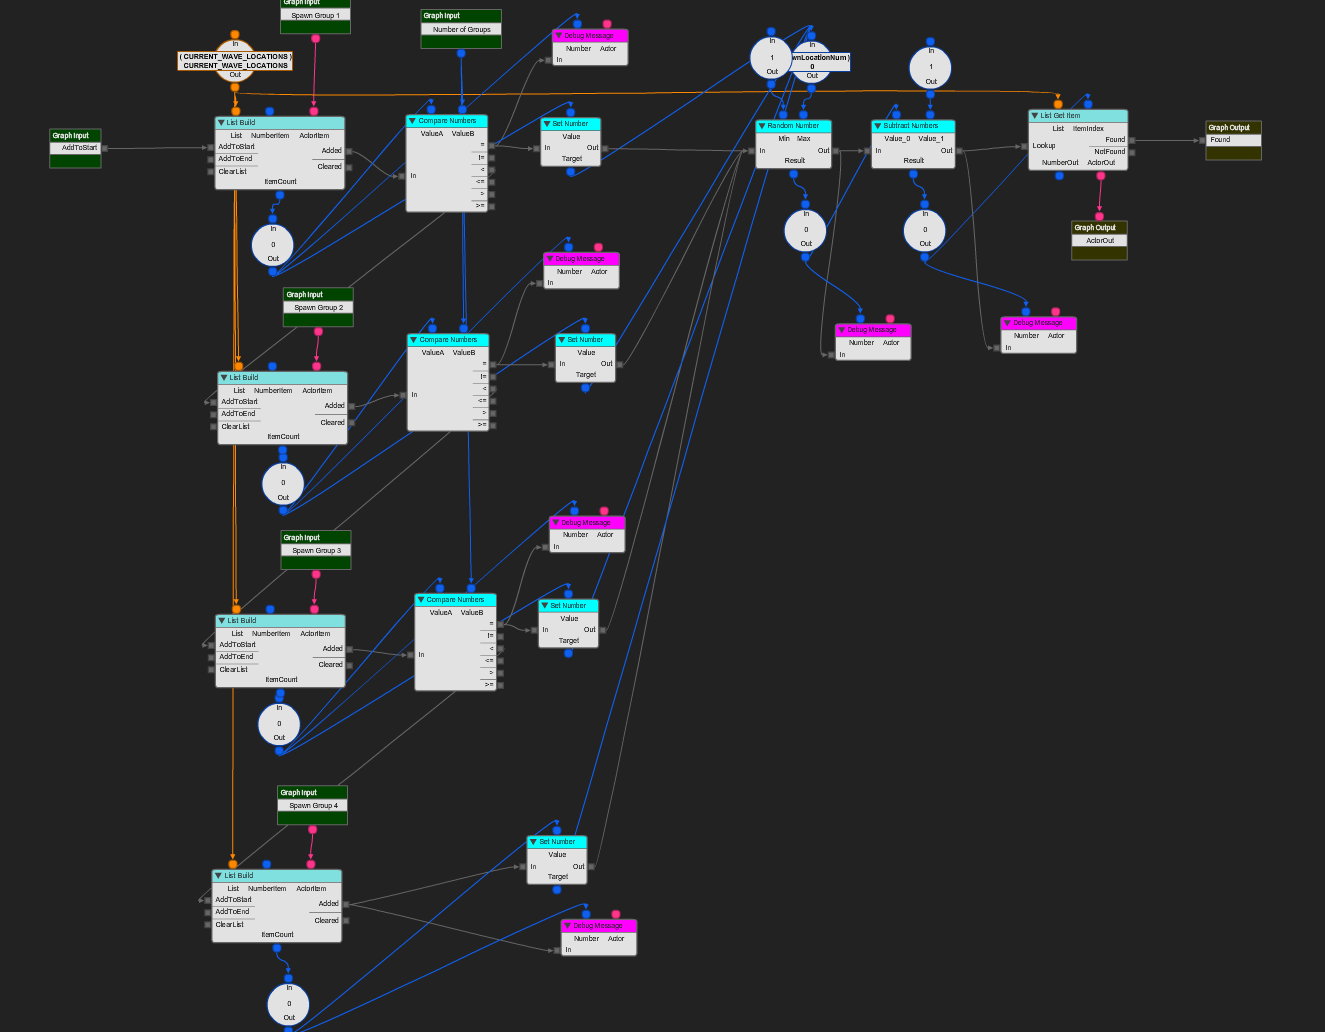 Graph Input
Spawn Group 1
Graph Input
Number of Groups
Debug Message
Number Actor
In
In
( CURRENT_WAVE_LOCATIONS )
CURRENT_WAVE_LOCATIONS
Out
In
1
Out
In
wnLocationNum )
0
Out
In
1
Out
Graph Input
AddToStart
List Build
List NumberItem ActorItem
AddToStart
AddToEnd
ClearList
Added
Cleared
ItemCount
In
0
Out
Compare Numbers
ValueA ValueB
In
=
!=
<
<=
>
>=
Set Number
Value
In Out
Target
Random Number
Min Max
In Out
Result
In
0
Out
Subtract Numbers
Value_0 Value_1
In Out
Result
In
0
Out
List Get Item
List ItemIndex
Found
Lookup
NotFound
NumberOut ActorOut
Graph Output
Found
Graph Output
ActorOut
Debug Message
Number Actor
In
Debug Message
Number Actor
In
Graph Input
Spawn Group 2
Debug Message
Number Actor
In
List Build
List NumberItem ActorItem
AddToStart
AddToEnd
ClearList
Added
Cleared
ItemCount
In
0
Out
Compare Numbers
ValueA ValueB
In
=
!=
<
<=
>
>=
Set Number
Value
In Out
Target
Graph Input
Spawn Group 3
Debug Message
Number Actor
In
List Build
List NumberItem ActorItem
AddToStart
AddToEnd
ClearList
Added
Cleared
ItemCount
In
0
Out
Compare Numbers
ValueA ValueB
In
=
!=
<
<=
>
>=
Set Number
Value
In Out
Target
Graph Input
Spawn Group 4
List Build
List NumberItem ActorItem
AddToStart
AddToEnd
ClearList
Added
Cleared
ItemCount
In
0
Out
Set Number
Value
In Out
Target
Debug Message
Number Actor
In